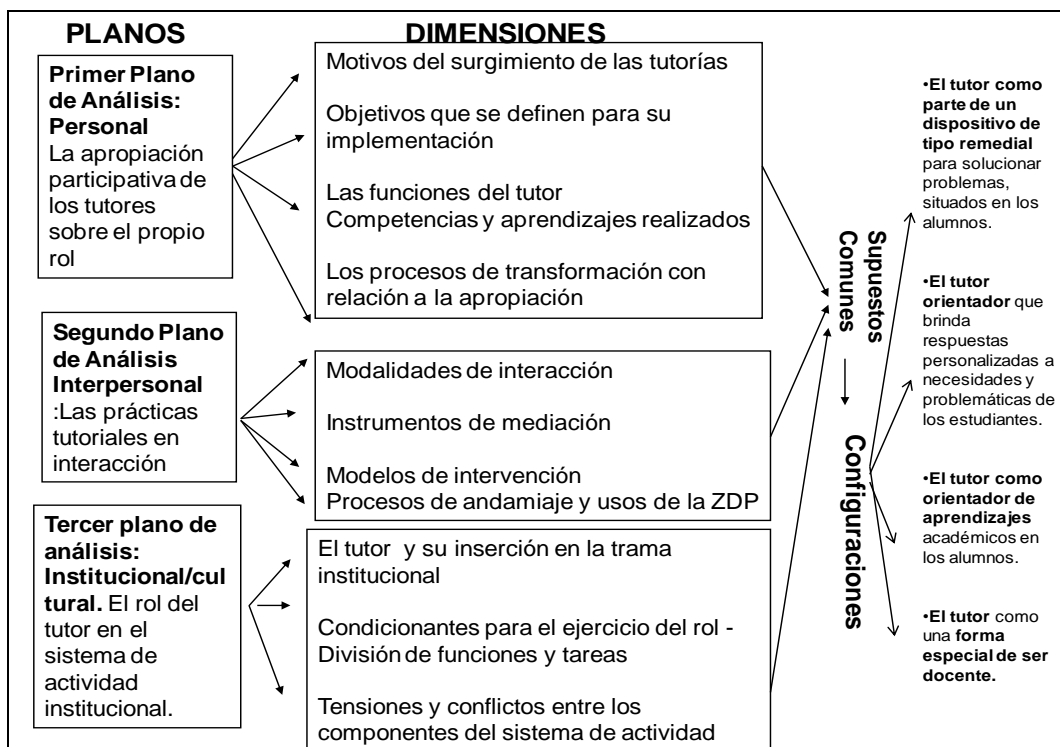 PLANOS
DIMENSIONES
Primer Plano
de Análisis:
Personal
La apropiación
participativa de
los tutores
sobre el propio
rol
Motivos del surgimiento de las tutorías
Objetivos que se definen para su
implementación
Las funciones del tutor
Competencias y aprendizajes realizados
Los procesos de transformación con
relación a la apropiación
Segundo Plano
de Análisis
Interpersonal
:Las prácticas
tutoriales en
interacción
Modalidades de interacción
Instrumentos de mediación
Modelos de intervención
Procesos de andamiaje y usos de la ZDP
Tercer plano de
análisis:
Institucional/cul
tural. El rol del
tutor en el
sistema de
actividad
institucional.
El tutor y su inserción en la trama
institucional
Condicionantes para el ejercicio del rol -
División de funciones y tareas
Tensiones y conflictos entre los
componentes del sistema de actividad
Supuestos
Comunes
Configuraciones
•El tutor como
parte de un
dispositivo de
tipo remedial
para solucionar
problemas,
situados en los
alumnos.
•El tutor
orientador que
brinda
respuestas
personalizadas a
necesidades y
problemáticas de
los estudiantes.
•El tutor como
orientador de
aprendizajes
académicos en
los alumnos.
•El tutor como
una forma
especial de ser
docente.